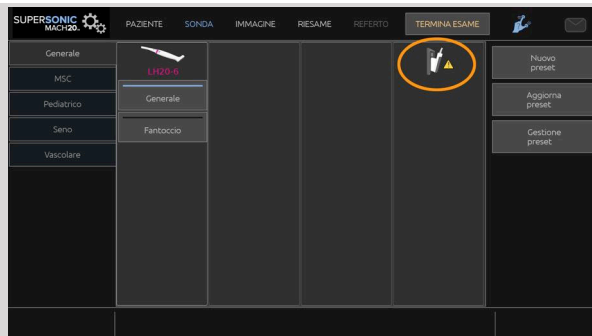 SUPERSONIC
MACH20
PAZIENTE SONDA IMMAGINE RIESAME REFERTO TERMINA ESAME
Generale
MSC
Pediatrico
Seno
Vascolare
LH20-6
Generale
Fantoccio
Nuovo
preset
Aggiorna
preset
Gestione
preset